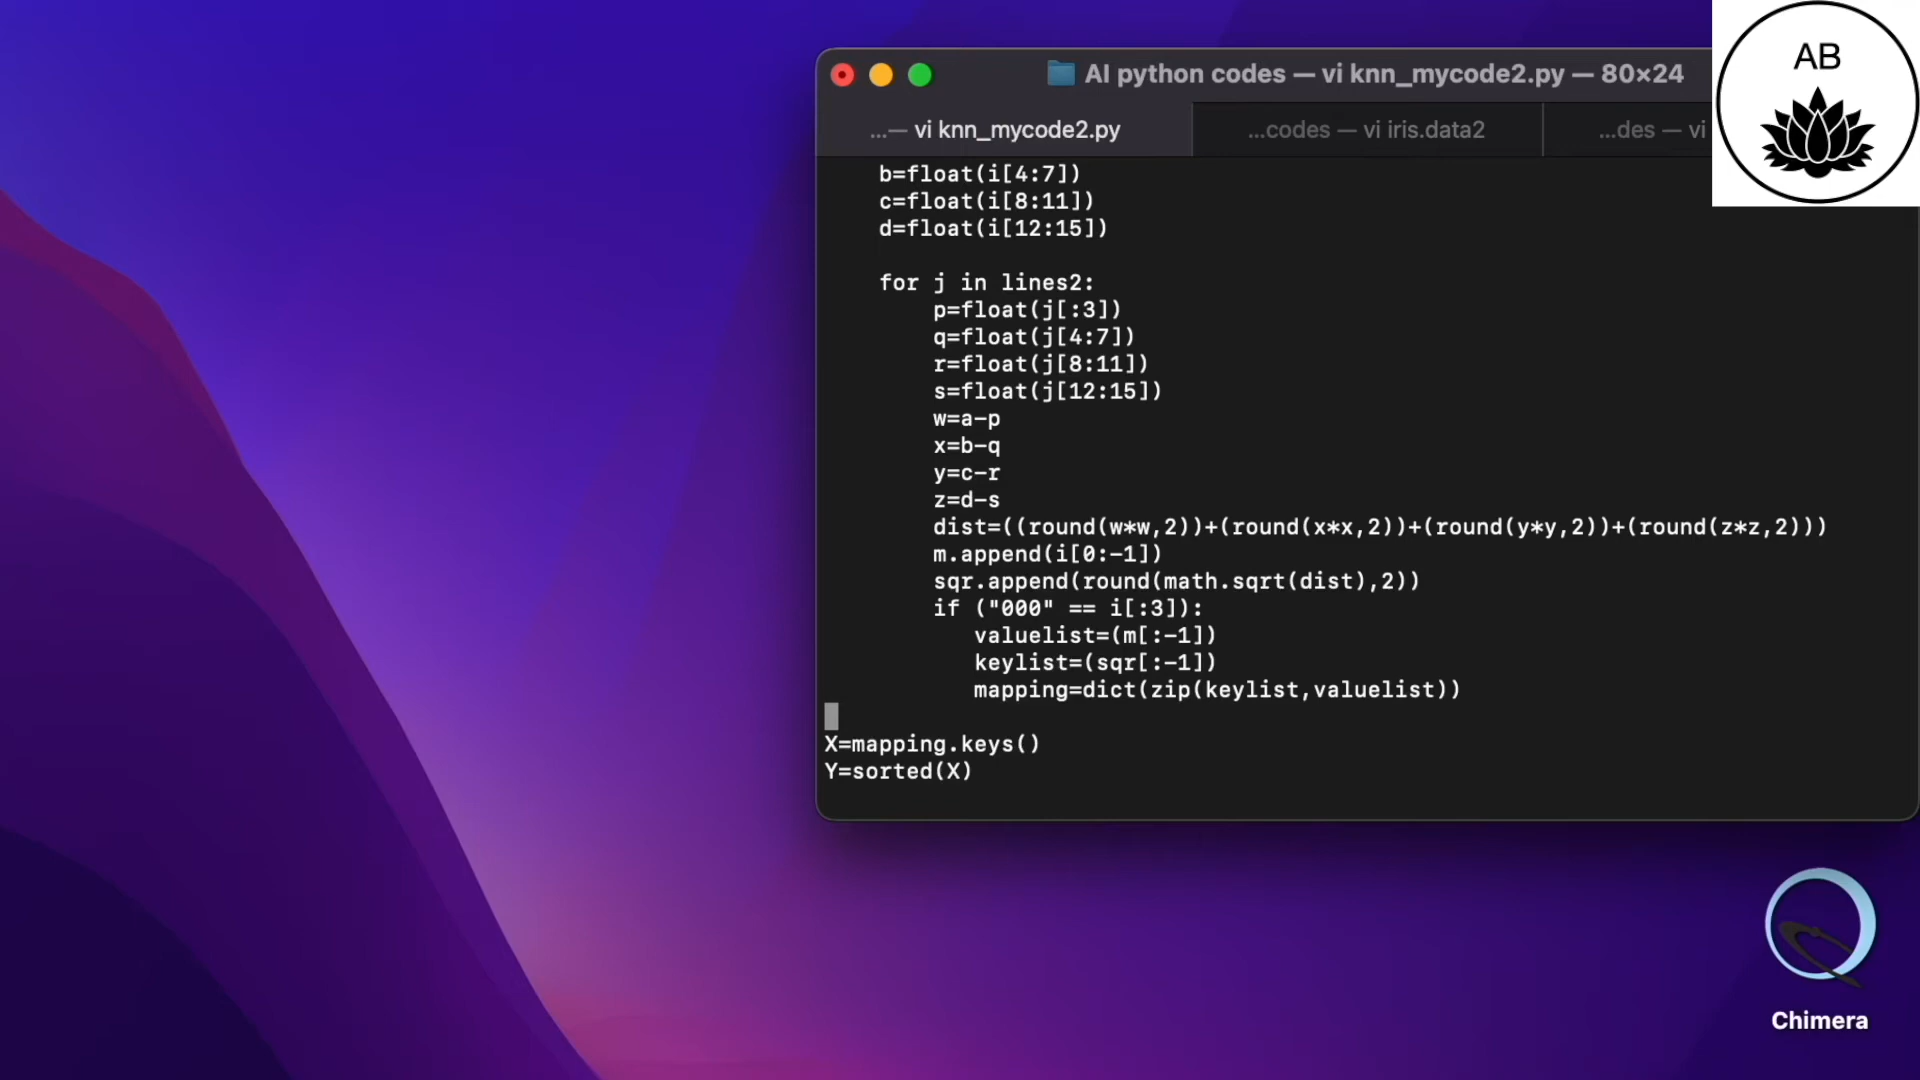 AB
AI python codes — vi knn_mycode2.py — 80×24
...— vi knn_mycode2.py
...codes — vi iris.data2
...des — vi
b=float(i[4:7])
c=float(i[8:11])
d=float(i[12:15])
for j in lines2:
p=float(j[:3])
q=float(j[4:7])
r=float(j[8:11])
s=float(j[12:15])
w=a-p
x=b-q
y=c-r
z=d-s
dist=((round(w*w,2))+(round(x*x,2))+(round(y*y,2))+(round(z*z,2)))
m.append(i[0:-1])
sqr.append(round(math.sqrt(dist),2))
if ("000" == i[:3]):
valuelist=(m[:-1])
keylist=(sqr[:-1])
mapping=dict(zip(keylist,valuelist))
X=mapping.keys()
Y=sorted(X)
Chimera